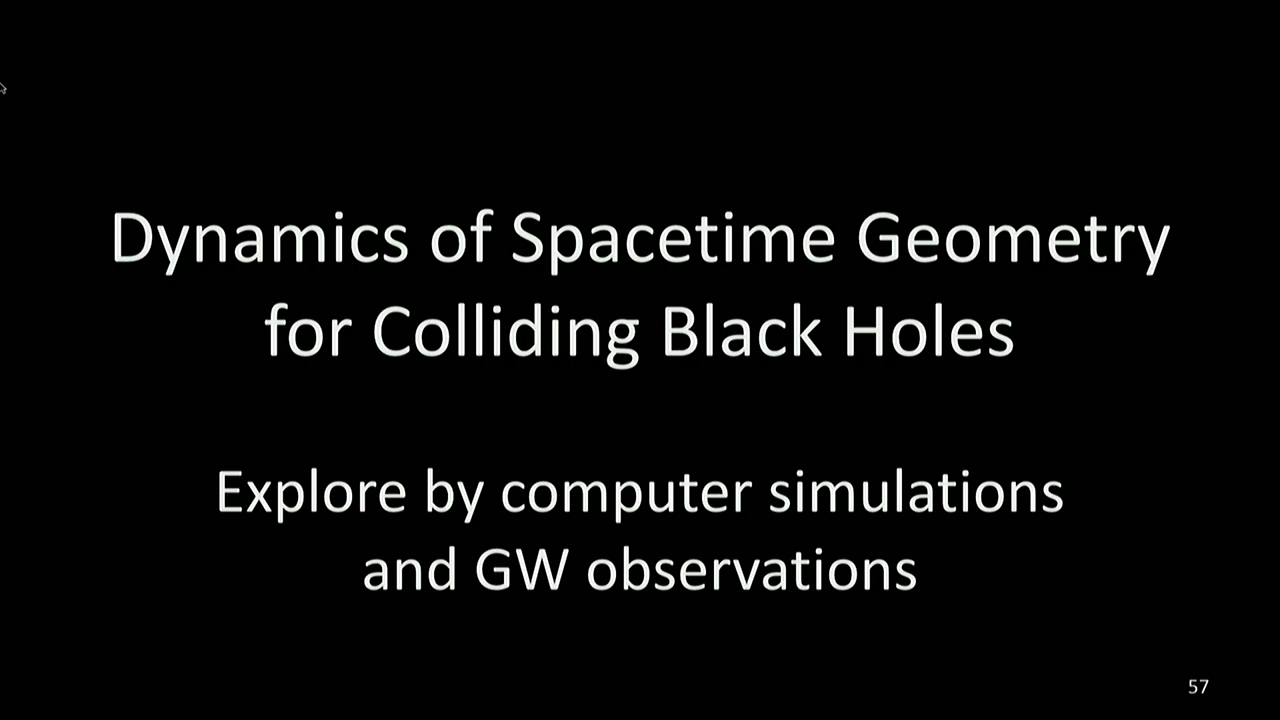 Dynamics of Spacetime Geometry
for Colliding Black Holes
Explore by computer simulations
and GW observations
57